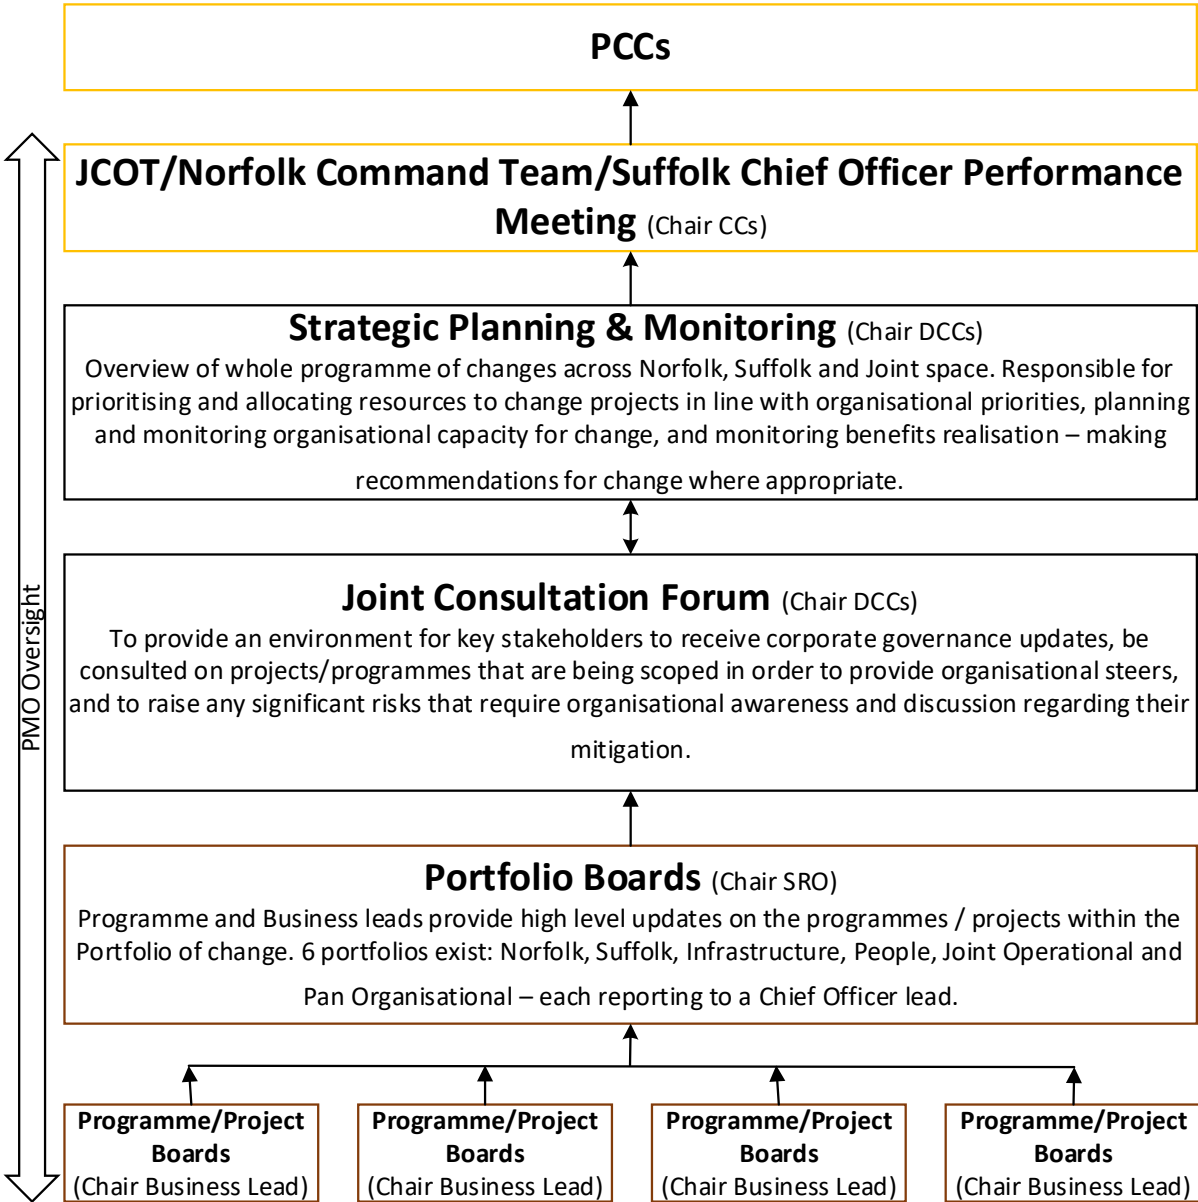 PCCs
JCOT/Norfolk Command Team/Suffolk Chief Officer Performance
Meeting (Chair CCs)
Strategic Planning & Monitoring (Chair DCCs)
Overview of whole programme of changes across Norfolk, Suffolk and Joint space. Responsible for
prioritising and allocating resources to change projects in line with organisational priorities, planning
and monitoring organisational capacity for change, and monitoring benefits realisation – making
recommendations for change where appropriate.
PMO Oversight
Joint Consultation Forum (Chair DCCs)
To provide an environment for key stakeholders to receive corporate governance updates, be
consulted on projects/programmes that are being scoped in order to provide organisational steers,
and to raise any significant risks that require organisational awareness and discussion regarding their
mitigation.
Portfolio Boards (Chair SRO)
Programme and Business leads provide high level updates on the programmes / projects within the
Portfolio of change. 6 portfolios exist: Norfolk, Suffolk, Infrastructure, People, Joint Operational and
Pan Organisational – each reporting to a Chief Officer lead.
Programme/Project
Boards
(Chair Business Lead)
Programme/Project
Boards
(Chair Business Lead)
Programme/Project
Boards
(Chair Business Lead)
Programme/Project
Boards
(Chair Business Lead)